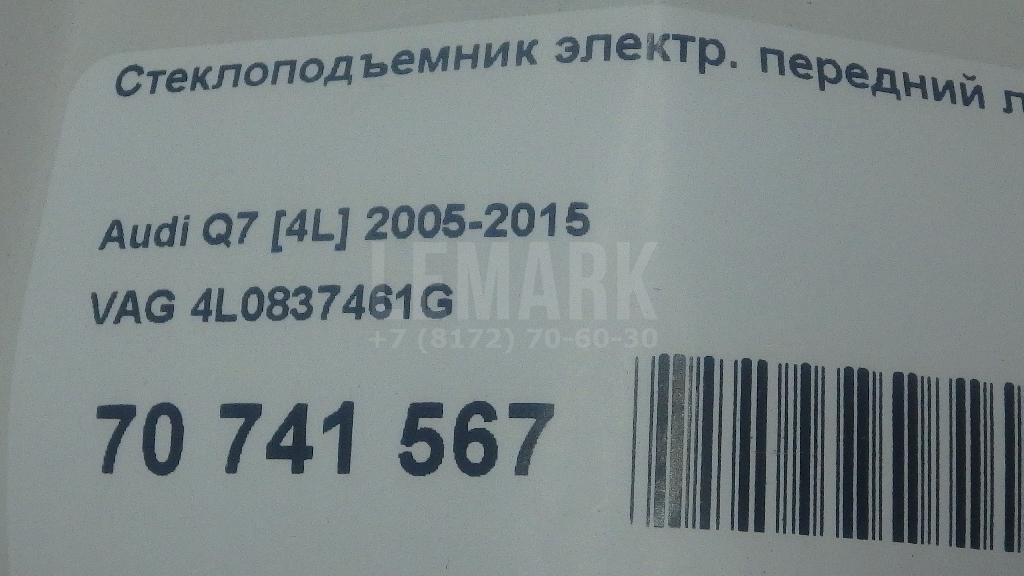 Стеклоподъемник электр. передний л
Audi Q7 [4L] 2005-2015
LEMARK
VAG 4L0837461G
+7 (8172) 70-60-30
70 741 567